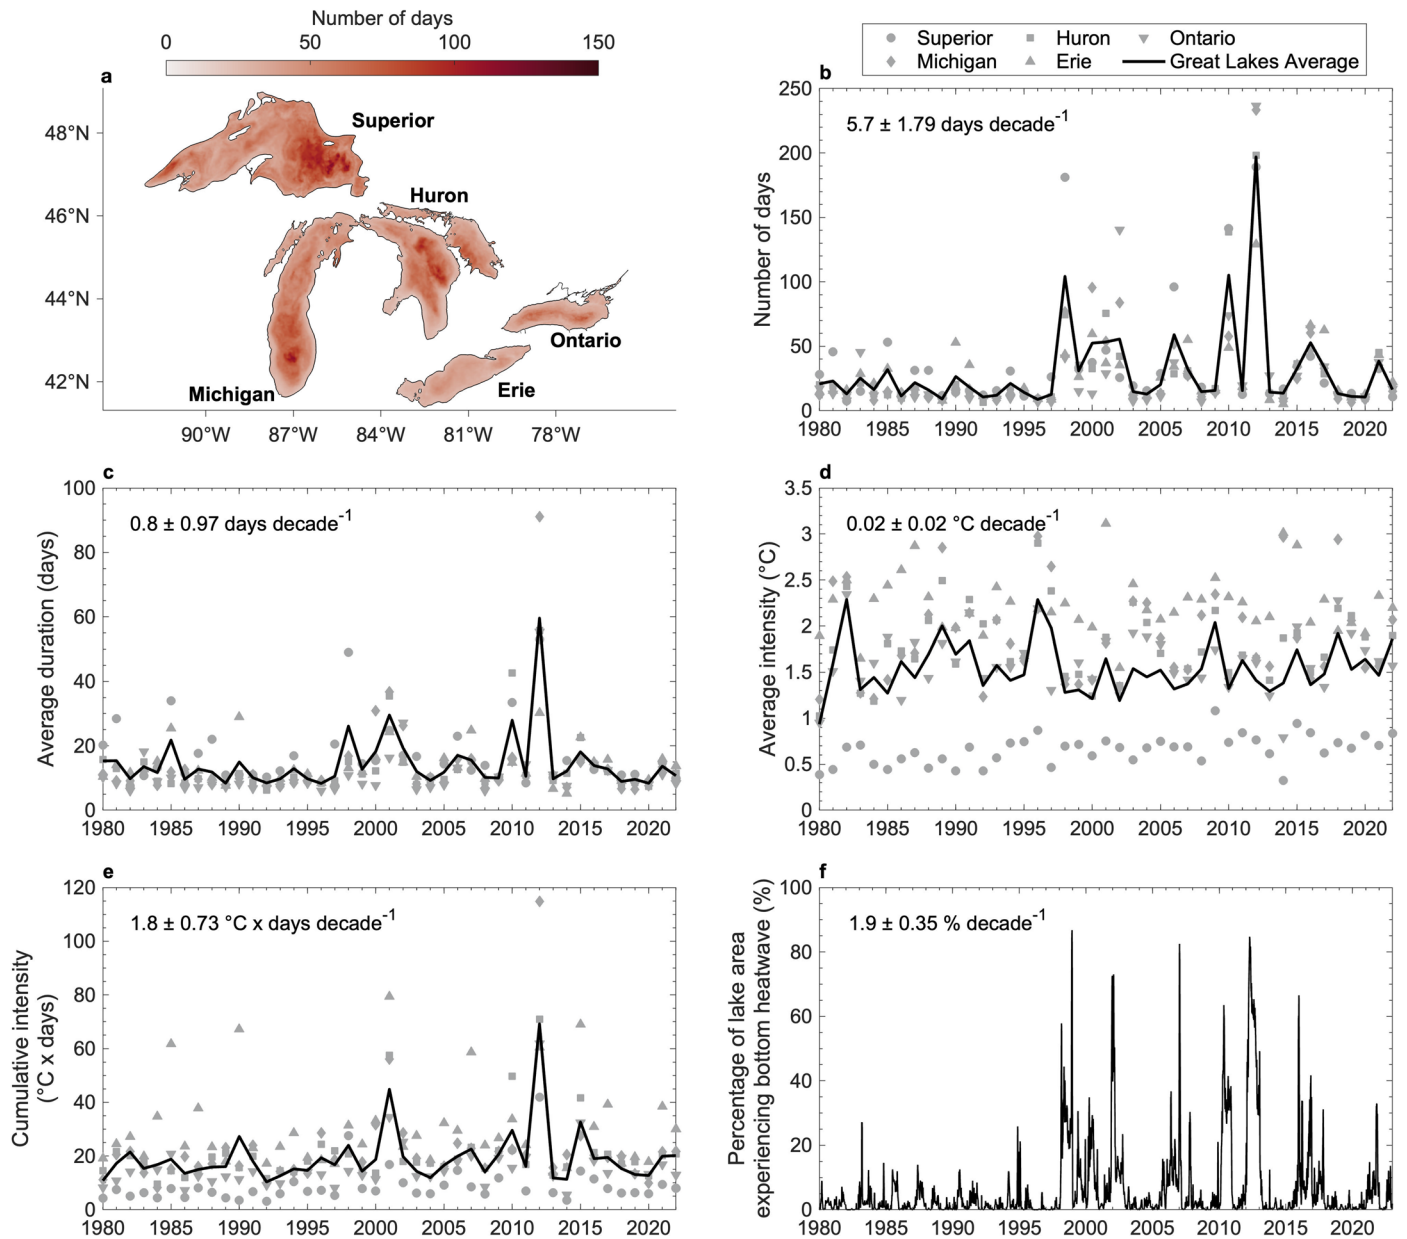 Number of days
0 50 100 150
a
48°N
46°N
44°N
42°N
90°W 87°W 84°W 81°W 78°W
Superior
Huron
Ontario
Michigan
Erie
Superior Huron Ontario
Michigan Erie Great Lakes Average
b
5.7 ± 1.79 days decade-1
Number of days
250
200
150
100
50
0
1980 1985 1990 1995 2000 2005 2010 2015 2020
c
0.8 ± 0.97 days decade-1
Average duration (days)
100
80
60
40
20
0
1980 1985 1990 1995 2000 2005 2010 2015 2020
d
0.02 ± 0.02 °C decade-1
Average intensity (°C)
3.5
3
2.5
2
1.5
1
0.5
0
1980 1985 1990 1995 2000 2005 2010 2015 2020
e
1.8 ± 0.73 °C x days decade-1
Cumulative intensity
(°C x days)
120
100
80
60
40
20
0
1980 1985 1990 1995 2000 2005 2010 2015 2020
f
1.9 ± 0.35 % decade-1
Percentage of lake area
experiencing bottom heatwave (%)
100
80
60
40
20
0
1980 1985 1990 1995 2000 2005 2010 2015 2020